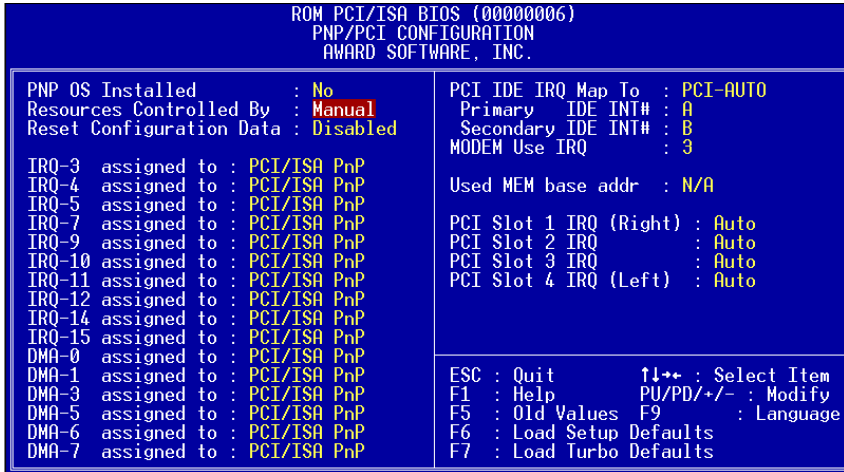 ROM PCI/ISA BIOS (00000006)
PNP/PCI CONFIGURATION
AWARD SOFTWARE, INC.
PNP OS Installed : No
Resources Controlled By : Manual
Reset Configuration Data : Disabled
IRQ-3 assigned to : PCI/ISA PnP
IRQ-4 assigned to : PCI/ISA PnP
IRQ-5 assigned to : PCI/ISA PnP
IRQ-7 assigned to : PCI/ISA PnP
IRQ-9 assigned to : PCI/ISA PnP
IRQ-10 assigned to : PCI/ISA PnP
IRQ-11 assigned to : PCI/ISA PnP
IRQ-12 assigned to : PCI/ISA PnP
IRQ-14 assigned to : PCI/ISA PnP
IRQ-15 assigned to : PCI/ISA PnP
DMA-0 assigned to : PCI/ISA PnP
DMA-1 assigned to : PCI/ISA PnP
DMA-3 assigned to : PCI/ISA PnP
DMA-5 assigned to : PCI/ISA PnP
DMA-6 assigned to : PCI/ISA PnP
DMA-7 assigned to : PCI/ISA PnP
PCI IDE IRQ Map To : PCI-AUTO
Primary IDE INT# : A
Secondary IDE INT# : B
MODEM Use IRQ : 3
Used MEM base addr : N/A
PCI Slot 1 IRQ (Right) : Auto
PCI Slot 2 IRQ : Auto
PCI Slot 3 IRQ : Auto
PCI Slot 4 IRQ (Left) : Auto
ESC : Quit ↑↓→← : Select Item
F1 : Help PU/PD/+/- : Modify
F5 : Old Values F9 : Language
F6 : Load Setup Defaults
F7 : Load Turbo Defaults